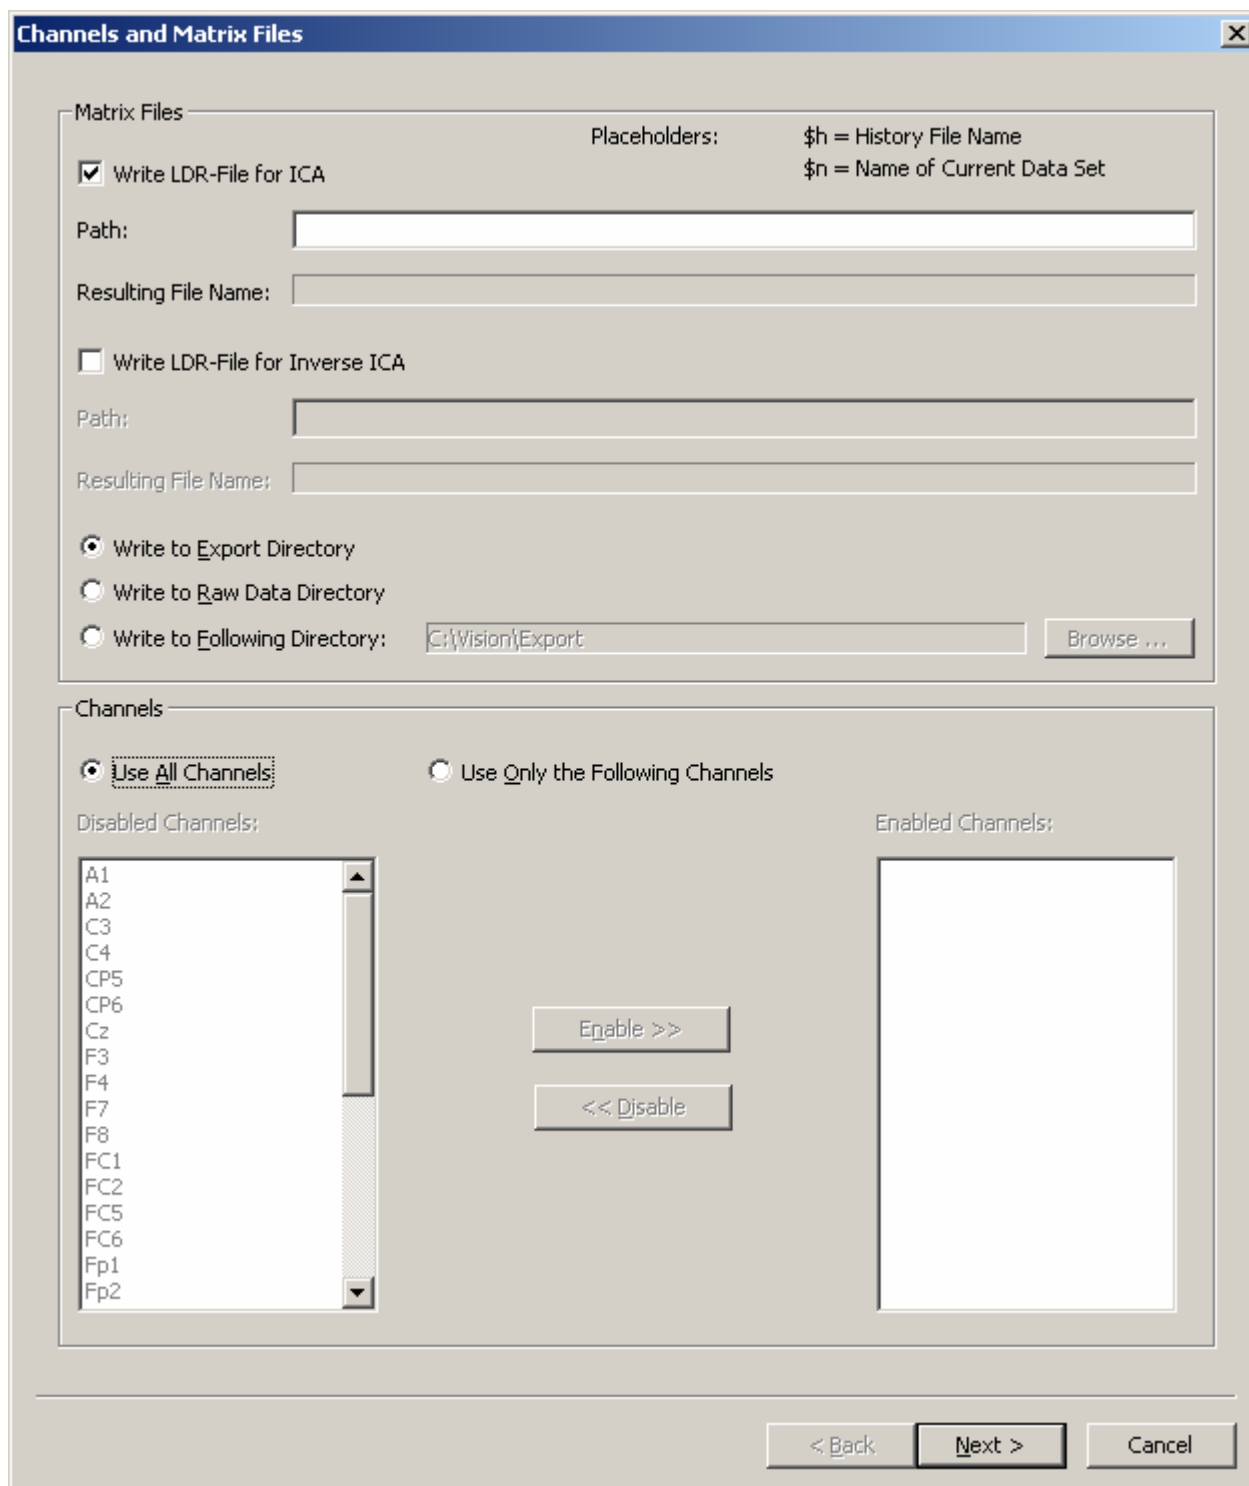 Channels and Matrix Files
Matrix Files
Placeholders: $h = History File Name
$n = Name of Current Data Set
Write LDR-File for ICA
Path:
Resulting File Name:
Write LDR-File for Inverse ICA
Path:
Resulting File Name:
Write to Export Directory
Write to Raw Data Directory
Write to Following Directory: C:\Vision\Export Browse ...
Channels
Use All Channels Use Only the Following Channels
Disabled Channels: Enabled Channels:
A1
A2
C3
C4
CP5
CP6
Cz
F3
F4
F7
F8
FC1
FC2
FC5
FC6
Fp1
Fp2
Enable >>
<< Disable
< Back Next > Cancel